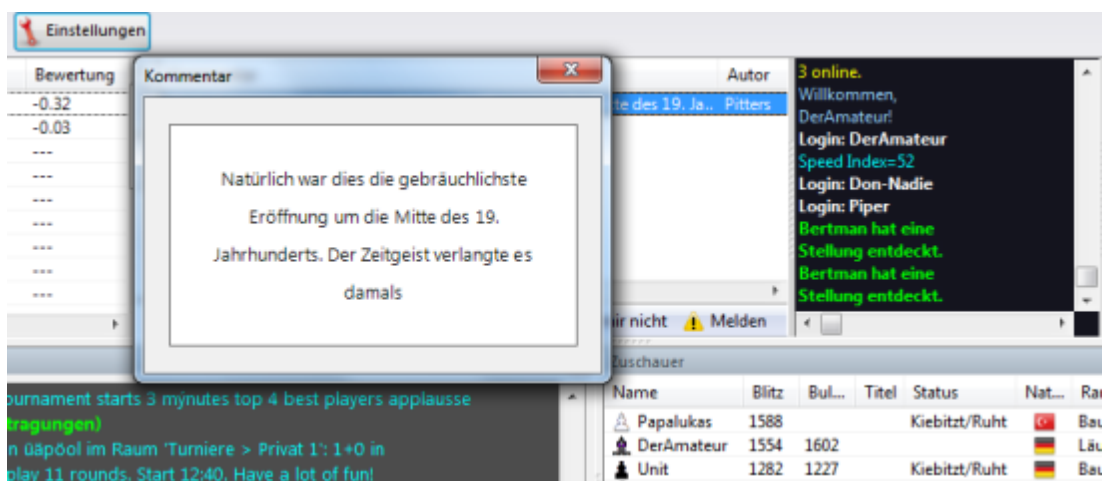 Einstellungen
Bewertung
-0.32
-0.03
---
---
---
---
---
---
---
Kommentar
Natürlich war dies die gebräuchlichste
Eröffnung um die Mitte des 19.
Jahrhunderts. Der Zeitgeist verlangte es
damals
Autor
te des 19. Ja.. Pitters
ir nicht Melden
3 online.
Willkommen,
DerAmateur!
Login: DerAmateur
Speed Index=52
Login: Don-Nadie
Login: Piper
Bertman hat eine
Stellung entdeckt.
Bertman hat eine
Stellung entdeckt.
ournament starts 3 mýnutes top 4 best players applausse
tragungen)
n üäpöol im Raum 'Turniere > Privat 1': 1+0 in
play 11 rounds. Start 12:40. Have a lot of fun!
Zuschauer
Name Blitz Bul... Titel Status Nat... Ra
Papalukas 1588 Kiebitzt/Ruht Bau
DerAmateur 1554 1602 Läu
Unit 1282 1227 Kiebitzt/Ruht Bau